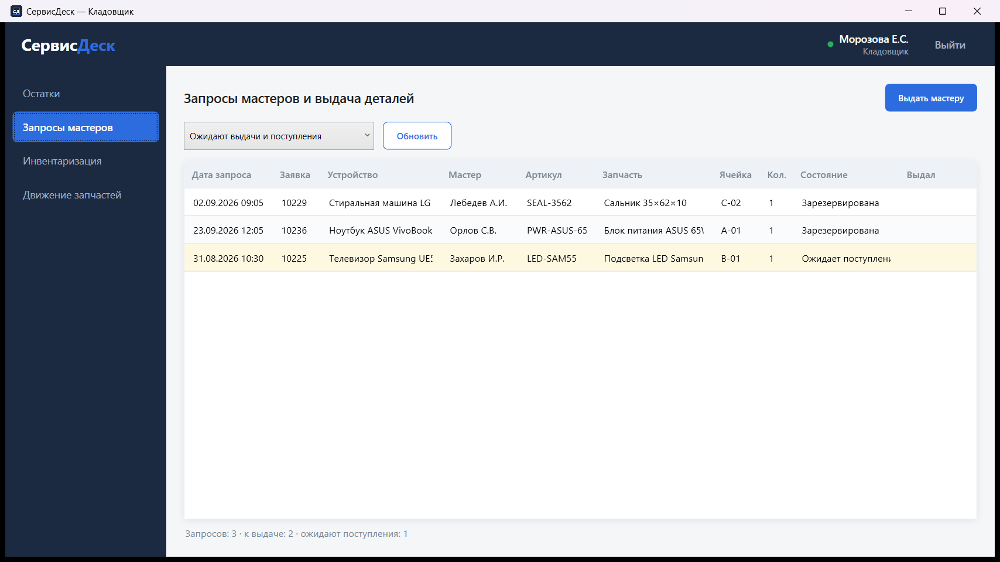 СД СервисДеск — Кладовщик
СервисДеск
Морозова Е.С.
Кладовщик
Выйти
Остатки
Запросы мастеров
Инвентаризация
Движение запчастей
Запросы мастеров и выдача деталей
Выдать мастеру
Ожидают выдачи и поступления
Обновить
Дата запроса Заявка Устройство Мастер Артикул Запчасть Ячейка Кол. Состояние Выдал
02.09.2026 09:05 10229 Стиральная машина LG Лебедев А.И. SEAL-3562 Сальник 35×62×10 C-02 1 Зарезервирована
23.09.2026 12:05 10236 Ноутбук ASUS VivoBook Орлов С.В. PWR-ASUS-65 Блок питания ASUS 65\ A-01 1 Зарезервирована
31.08.2026 10:30 10225 Телевизор Samsung UE5 Захаров И.Р. LED-SAM55 Подсветка LED Samsun B-01 1 Ожидает поступлени
Запросов: 3 · к выдаче: 2 · ожидают поступления: 1